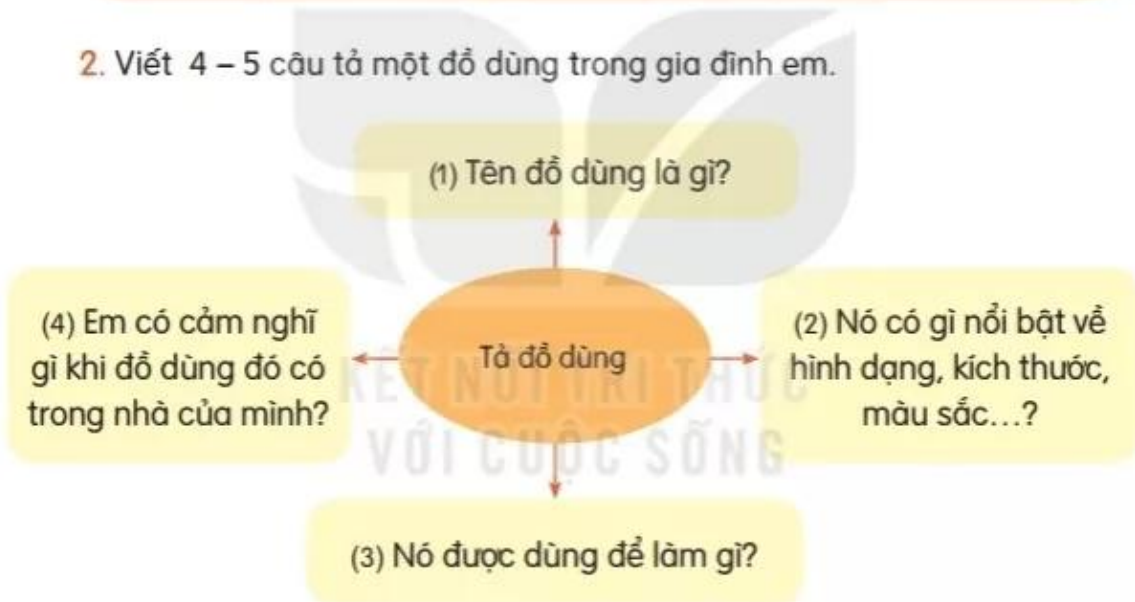 2. Viết 4 – 5 câu tả một đồ dùng trong gia đình em.
(1) Tên đồ dùng là gì?
Tả đồ dùng
(2) Nó có gì nổi bật về
hình dạng, kích thước,
màu sắc...?
(3) Nó được dùng để làm gì?
(4) Em có cảm nghĩ
gì khi đồ dùng đó có
trong nhà của mình?
KẾT NỐI TRI THỨC
VỚI CUỘC SỐNG